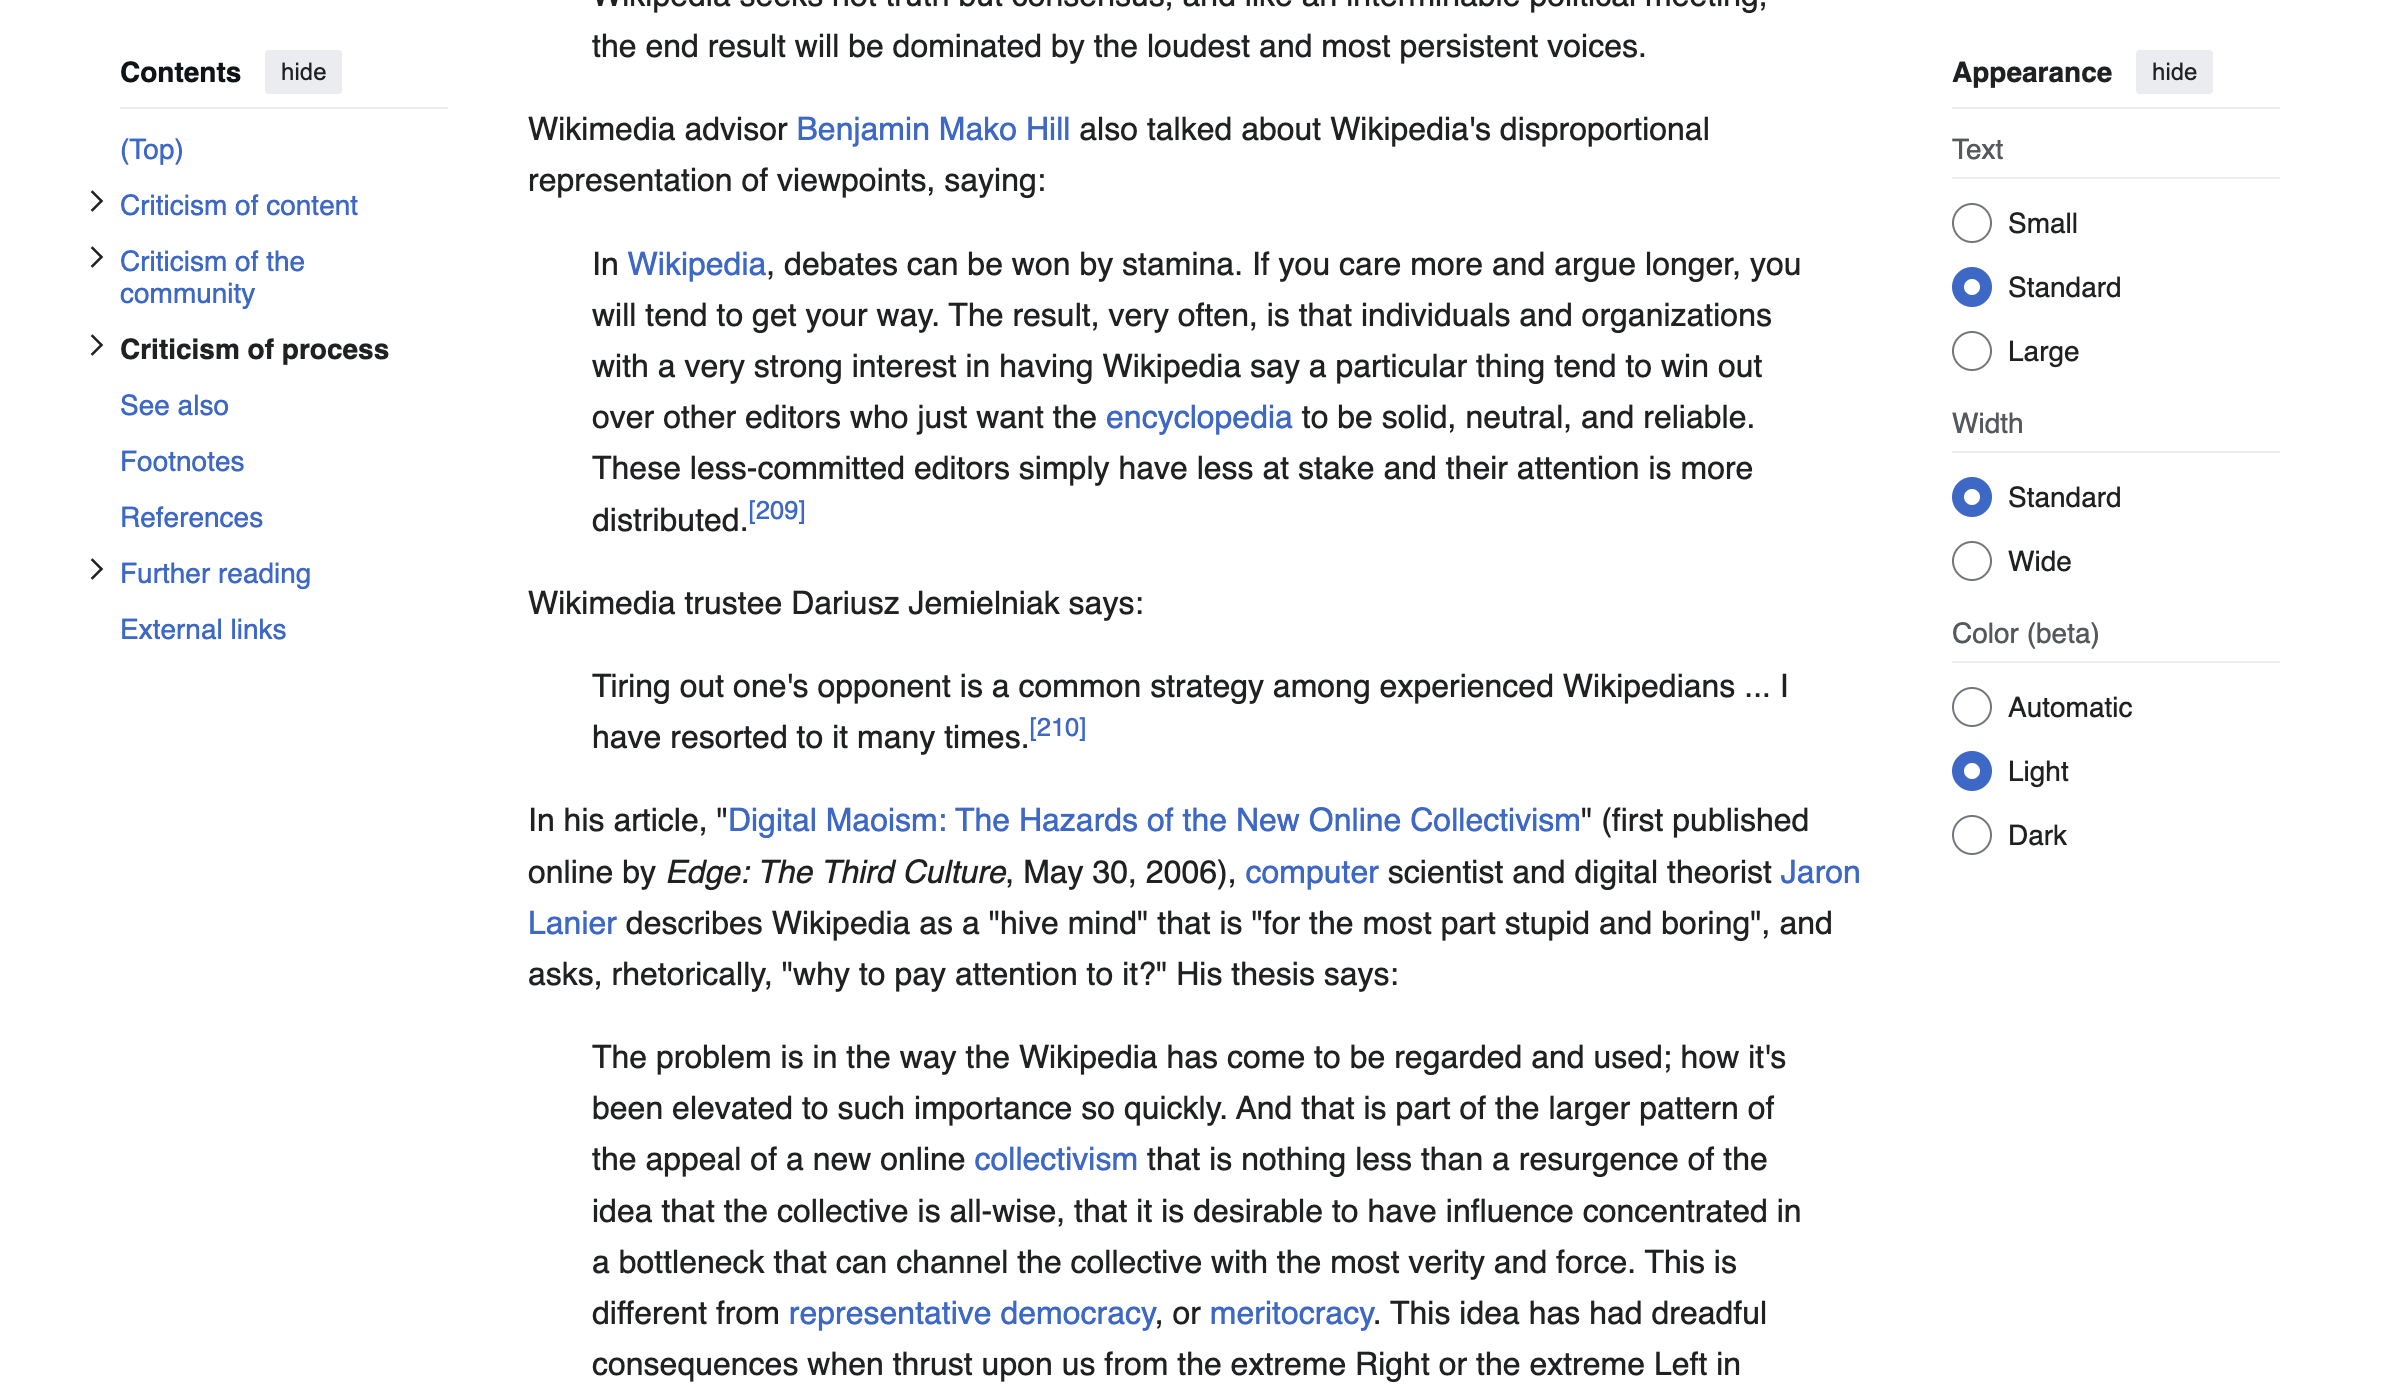 Wikipedia seeks not truth but consensus, and like an interminable political meeting,
the end result will be dominated by the loudest and most persistent voices.
Contents hide
(Top)
Criticism of content
Criticism of the
community
Criticism of process
See also
Footnotes
References
Further reading
External links
Wikimedia advisor Benjamin Mako Hill also talked about Wikipedia's disproportional
representation of viewpoints, saying:
In Wikipedia, debates can be won by stamina. If you care more and argue longer, you
will tend to get your way. The result, very often, is that individuals and organizations
with a very strong interest in having Wikipedia say a particular thing tend to win out
over other editors who just want the encyclopedia to be solid, neutral, and reliable.
These less-committed editors simply have less at stake and their attention is more
distributed.[209]
Wikimedia trustee Dariusz Jemielniak says:
Tiring out one's opponent is a common strategy among experienced Wikipedians ... I
have resorted to it many times.[210]
In his article, "Digital Maoism: The Hazards of the New Online Collectivism" (first published
online by Edge: The Third Culture, May 30, 2006), computer scientist and digital theorist Jaron
Lanier describes Wikipedia as a "hive mind" that is "for the most part stupid and boring", and
asks, rhetorically, "why to pay attention to it?" His thesis says:
The problem is in the way the Wikipedia has come to be regarded and used; how it's
been elevated to such importance so quickly. And that is part of the larger pattern of
the appeal of a new online collectivism that is nothing less than a resurgence of the
idea that the collective is all-wise, that it is desirable to have influence concentrated in
a bottleneck that can channel the collective with the most verity and force. This is
different from representative democracy, or meritocracy. This idea has had dreadful
consequences when thrust upon us from the extreme Right or the extreme Left in
Appearance hide
Text
Small
Standard
Large
Width
Standard
Wide
Color (beta)
Automatic
Light
Dark